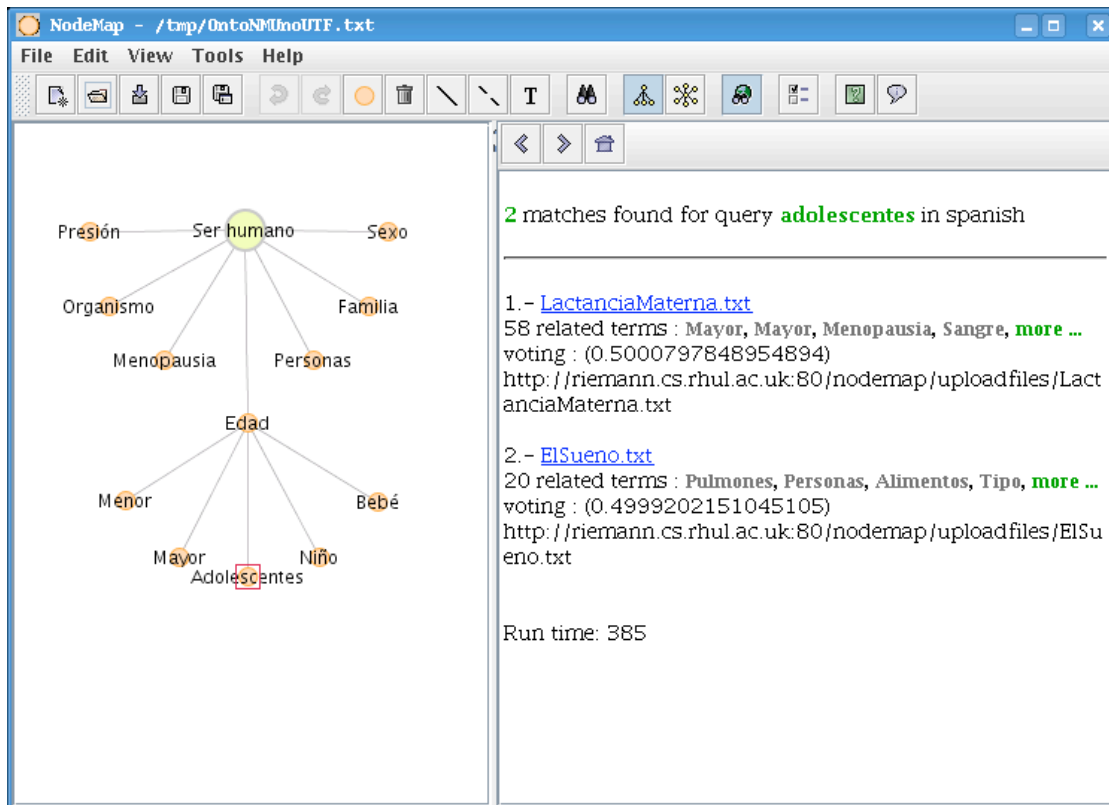 NodeMap - /tmp/OntoNMUnoUTF.txt
File Edit View Tools Help
T
Presión
Ser humano
Sexo
Organismo
Familia
Menopausia
Personas
Edad
Menor
Bebé
Mayor
Niño
Adolescentes
2 matches found for query adolescentes in spanish
1.- LactanciaMaterna.txt
58 related terms : Mayor, Mayor, Menopausia, Sangre, more ...
voting : (0.5000797848954894)
http://riemann.cs.rhul.ac.uk:80/nodemap/uploadfiles/Lact
anciaMaterna.txt
2.- ElSueno.txt
20 related terms : Pulmones, Personas, Alimentos, Tipo, more ...
voting : (0.4999202151045105)
http://riemann.cs.rhul.ac.uk:80/nodemap/uploadfiles/ElSu
eno.txt
Run time: 385